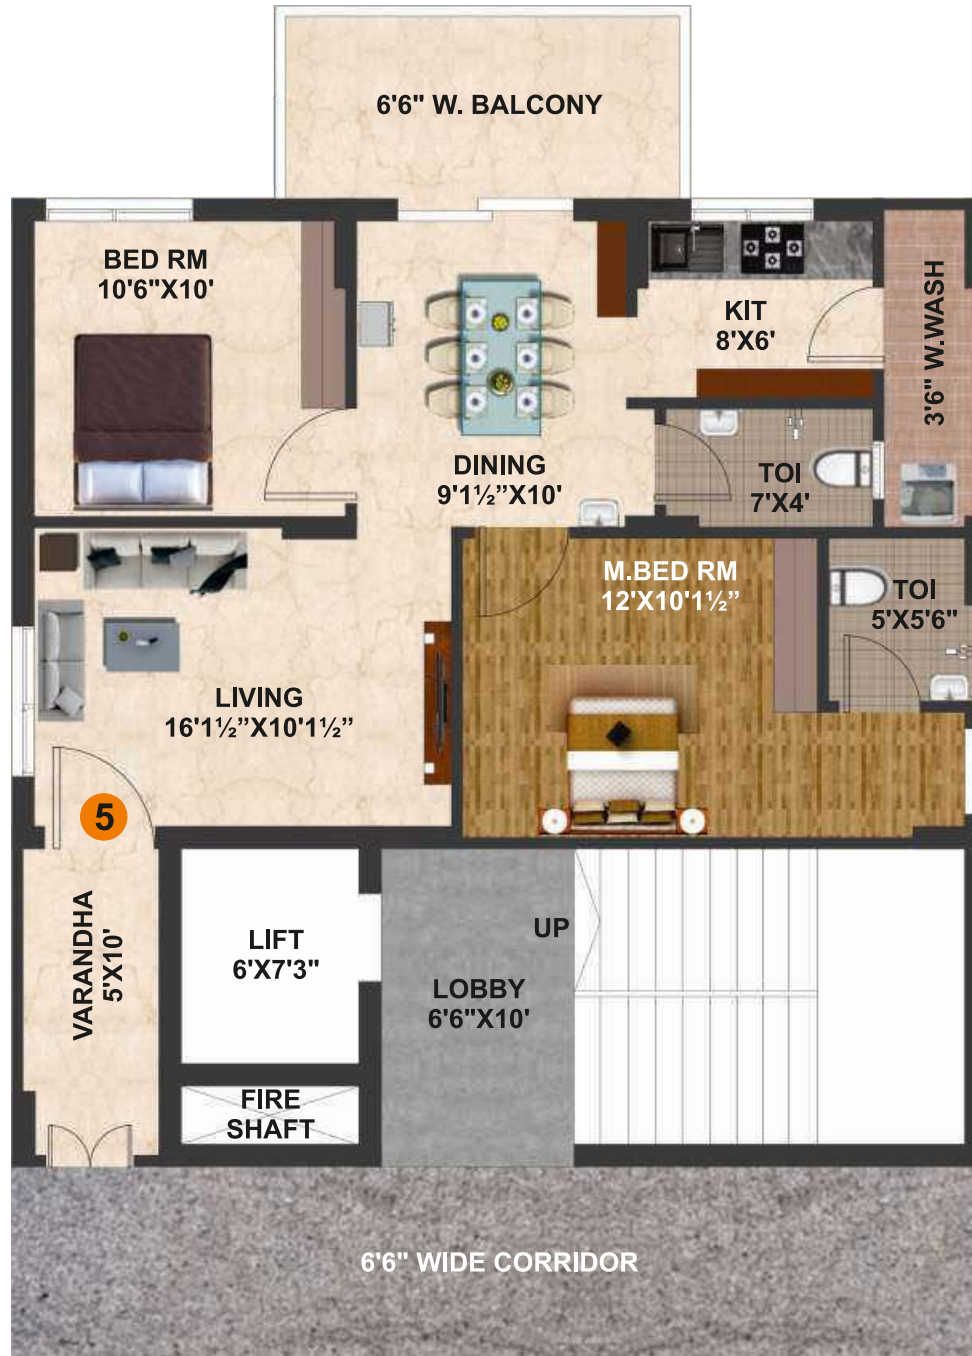 6'6" W. BALCONY
BED RM
10'6"X10'
KIT
8'X6'
3'6" W.WASH
DINING
9'1½”X10'
TOI
7'X4'
M.BED RM
12'X10'1½”
TOI
5'X5'6"
LIVING
16'1½”X10'1½”
5
VARANDHA
5'X10'
LIFT
6'X7'3"
UP
LOBBY
6'6"X10'
FIRE
SHAFT
6'6" WIDE CORRIDOR